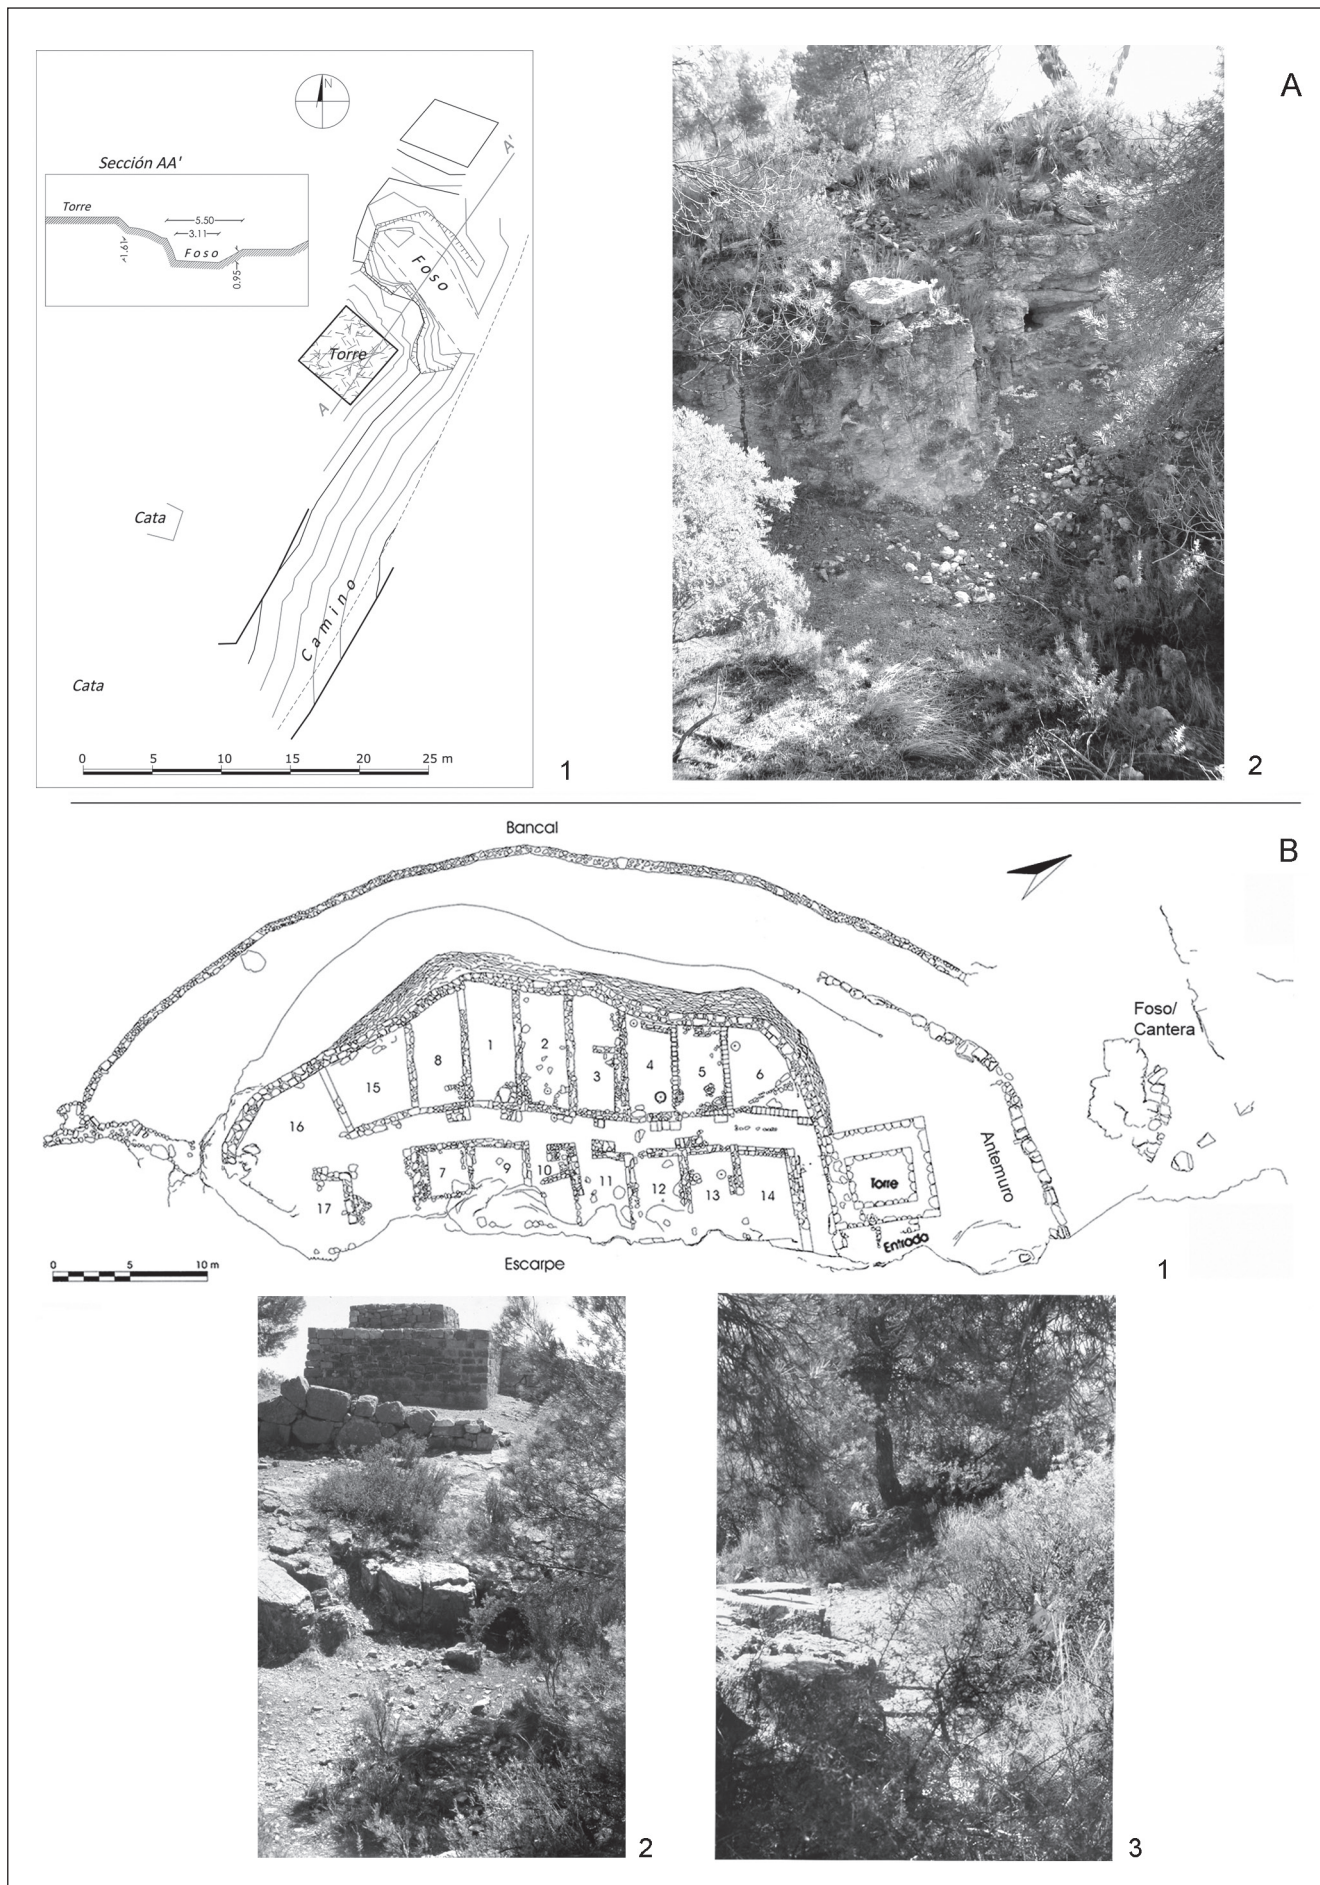 A
N
Sección AA'
A'
Torre
5.50
3.11
Foso
1.61
0.95
Foso
Torre
A
Cata
Camino
Cata
0 5 10 15 20 25 m
1
2
Bancal
B
Foso/
Cantera
1
2
8
3
4
5
6
15
16
Antemuro
7
9
10
11
12
13
14
Torre
17
Entrada
Escarpe
0 5 10 m
1
2
3